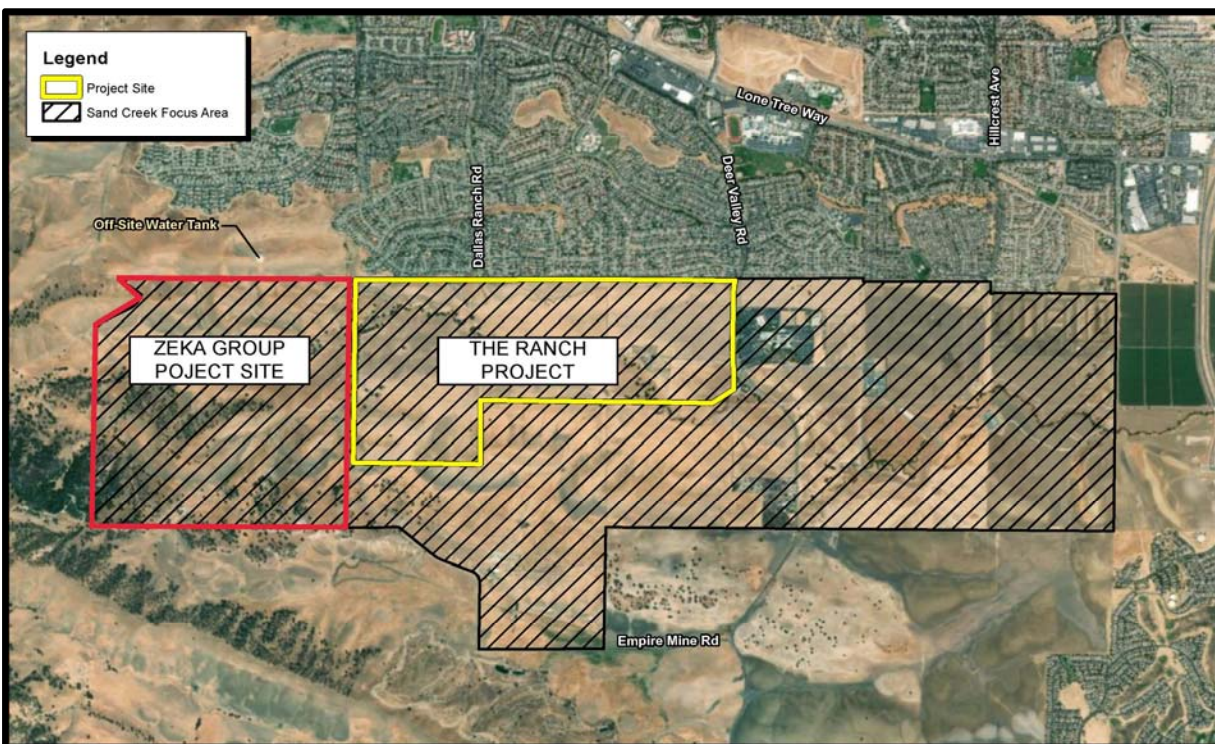 Legend
Project Site
Sand Creek Focus Area
Lone Tree Way
Hillcrest Ave
Deer Valley Rd
Dallas Ranch Rd
Off-Site Water Tank
ZEKA GROUP
POJECT SITE
THE RANCH
PROJECT
Empire Mine Rd